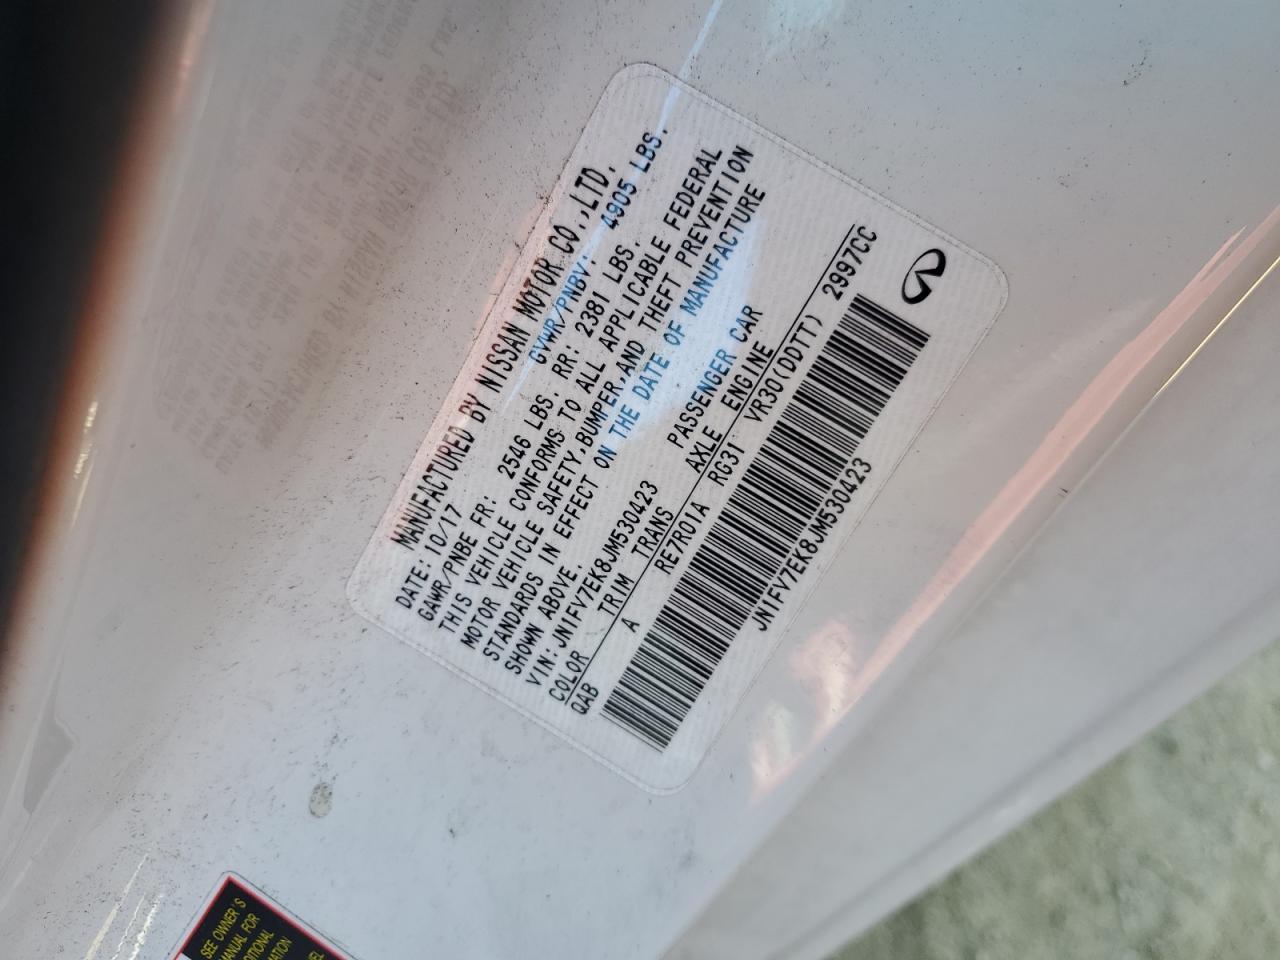 MANUFACTURED BY NISSAN MOTOR CO.,LTD.
DATE: 10/17 GVWR/PNBV: 4905 LBS.
GAWR/PNBE FR: 2546 LBS. RR: 2381 LBS.
THIS VEHICLE CONFORMS TO ALL APPLICABLE FEDERAL
MOTOR VEHICLE SAFETY,BUMPER,AND THEFT PREVENTION
STANDARDS IN EFFECT ON THE DATE OF MANUFACTURE
SHOWN ABOVE.
VIN: JN1FV7EK8JM530423 PASSENGER CAR
COLOR TRIM TRANS AXLE ENGINE
QAB A RE7R01A RG31 VR30(DDTT) 2997CC
JN1FV7EK8JM530423
SEE OWNER'S
MANUAL FOR